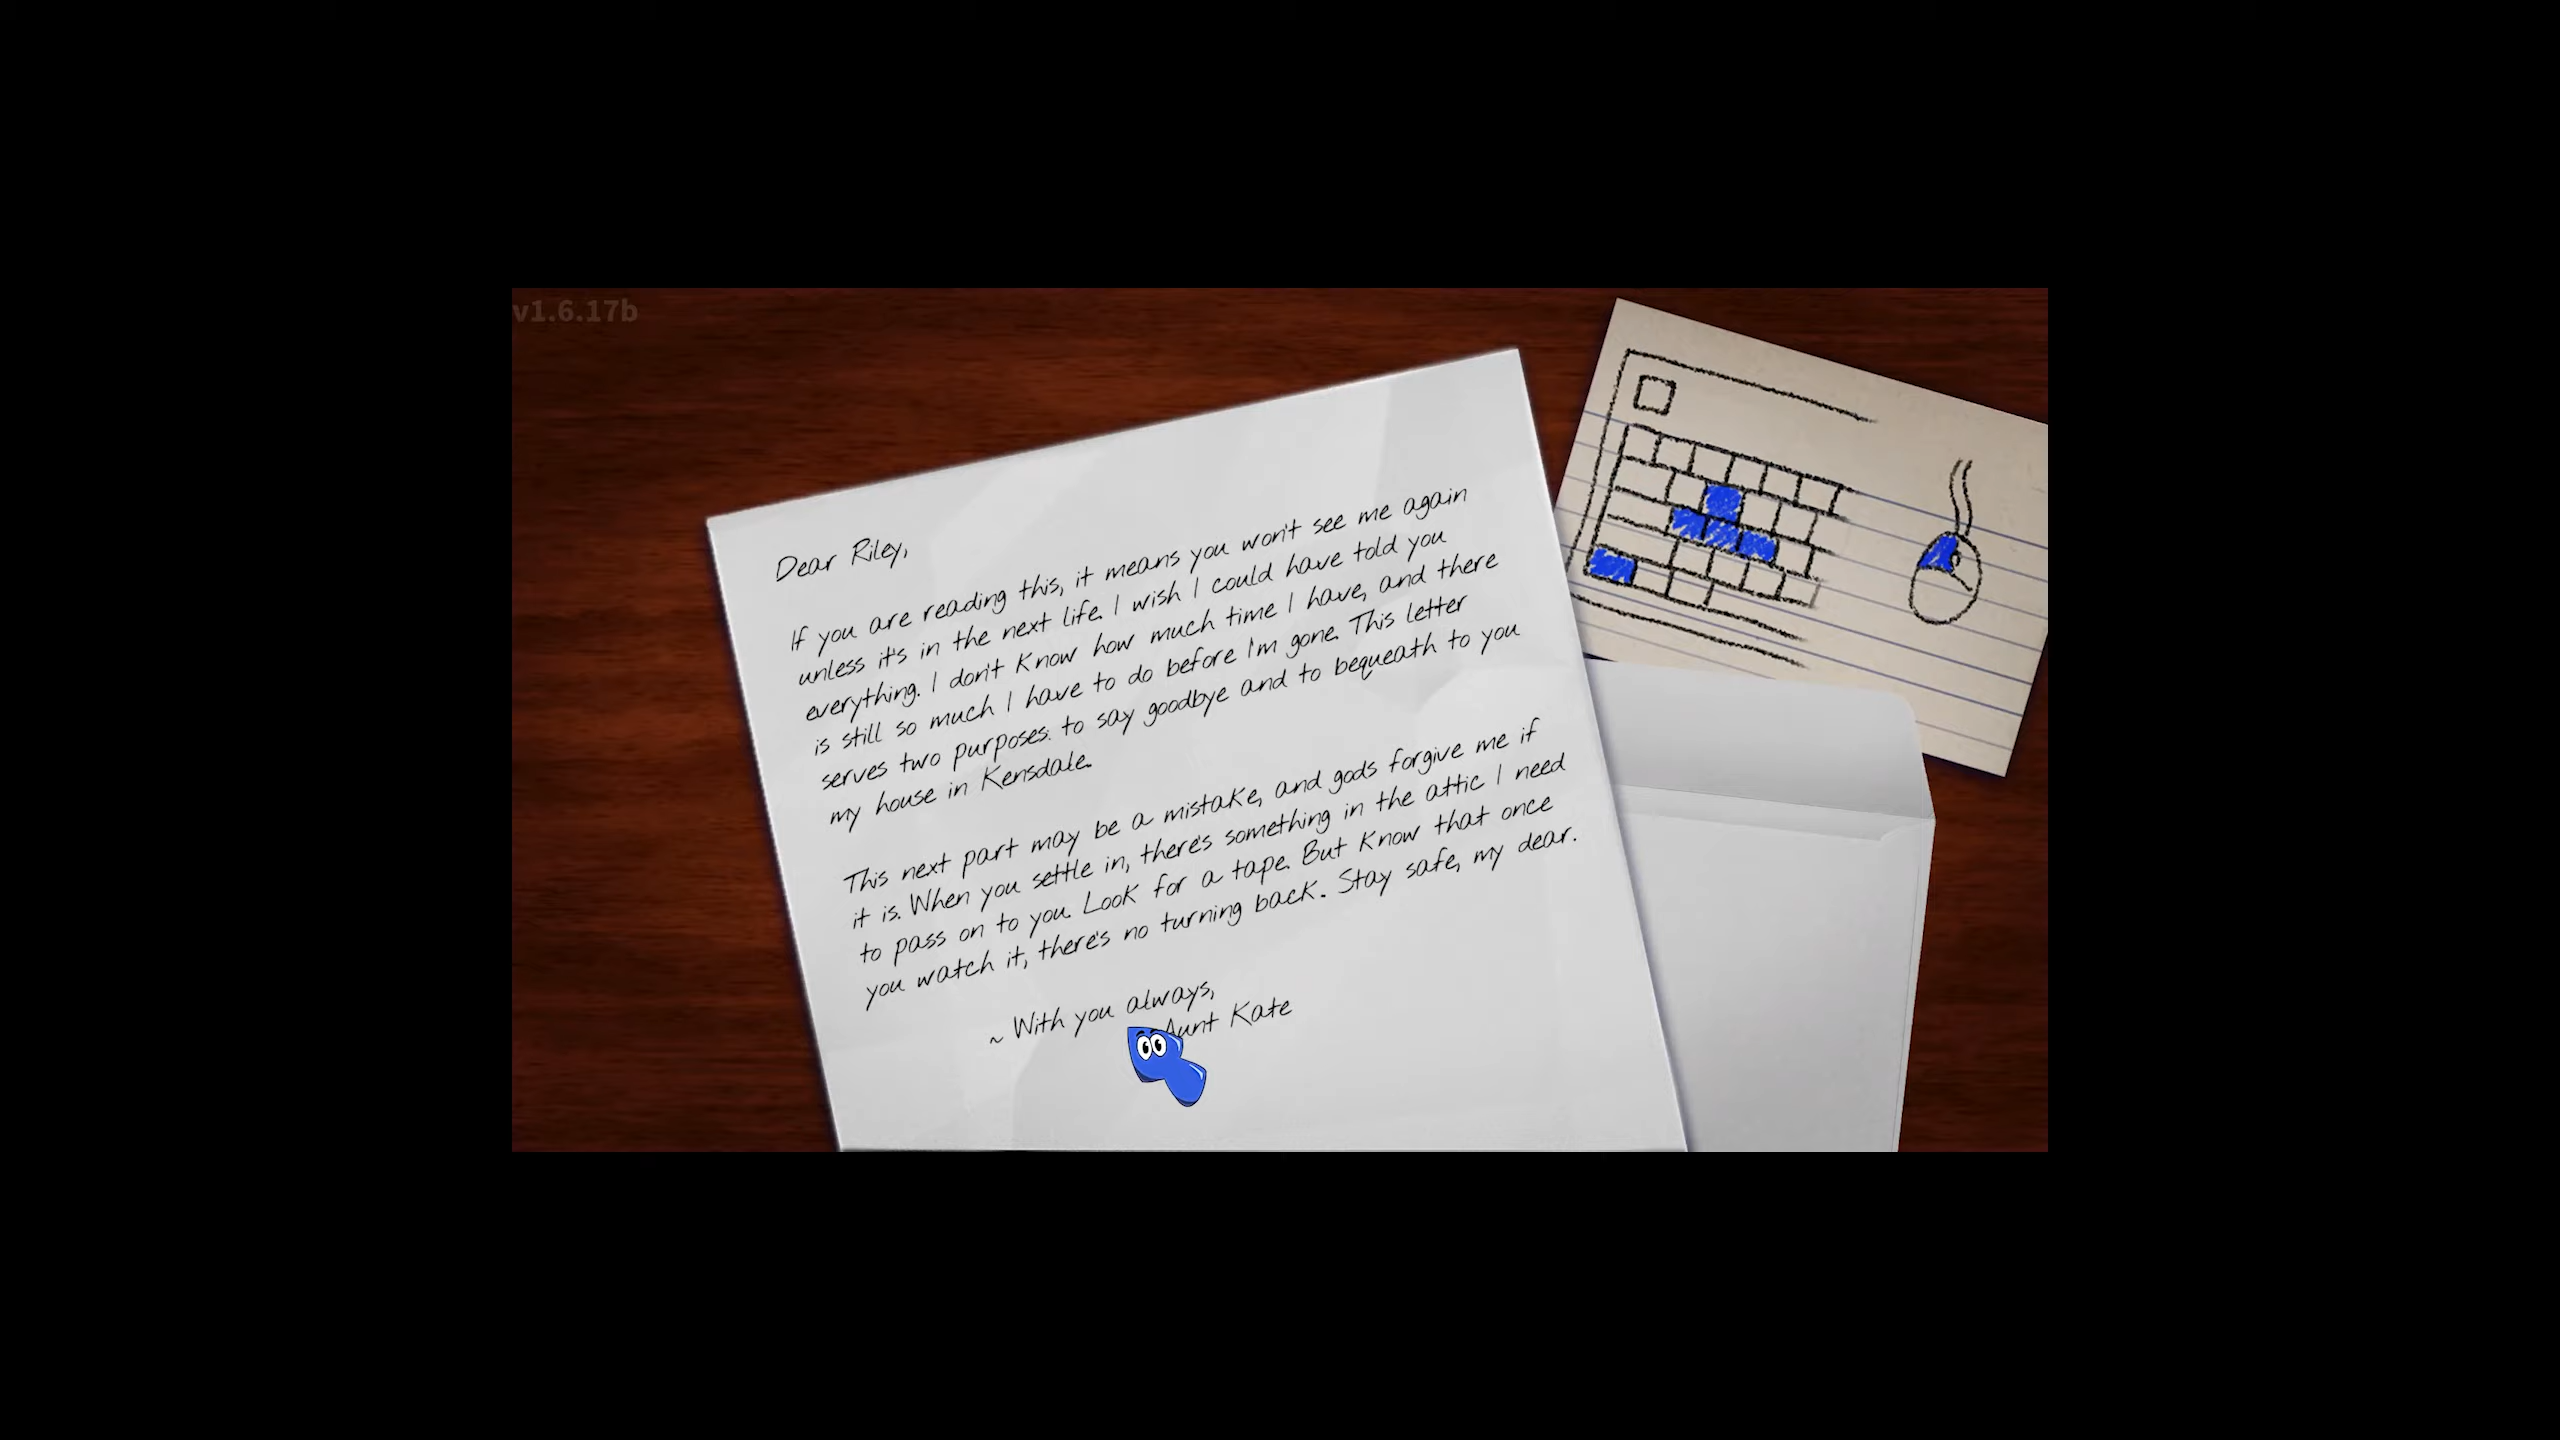 v1.6.17b
Dear Riley,
If you are reading this, it means you won't see me again
unless it's in the next life. I wish I could have told you
everything. I don't know how much time I have, and there
is still so much I have to do before I'm gone. This letter
serves two purposes: to say goodbye and to bequeath to you
my house in Kensdale.
This next part may be a mistake, and gods forgive me if
it is. When you settle in, there's something in the attic I need
to pass on to you. Look for a tape. But know that once
you watch it, there's no turning back. Stay safe, my dear.
~ With you always,
Aunt Kate